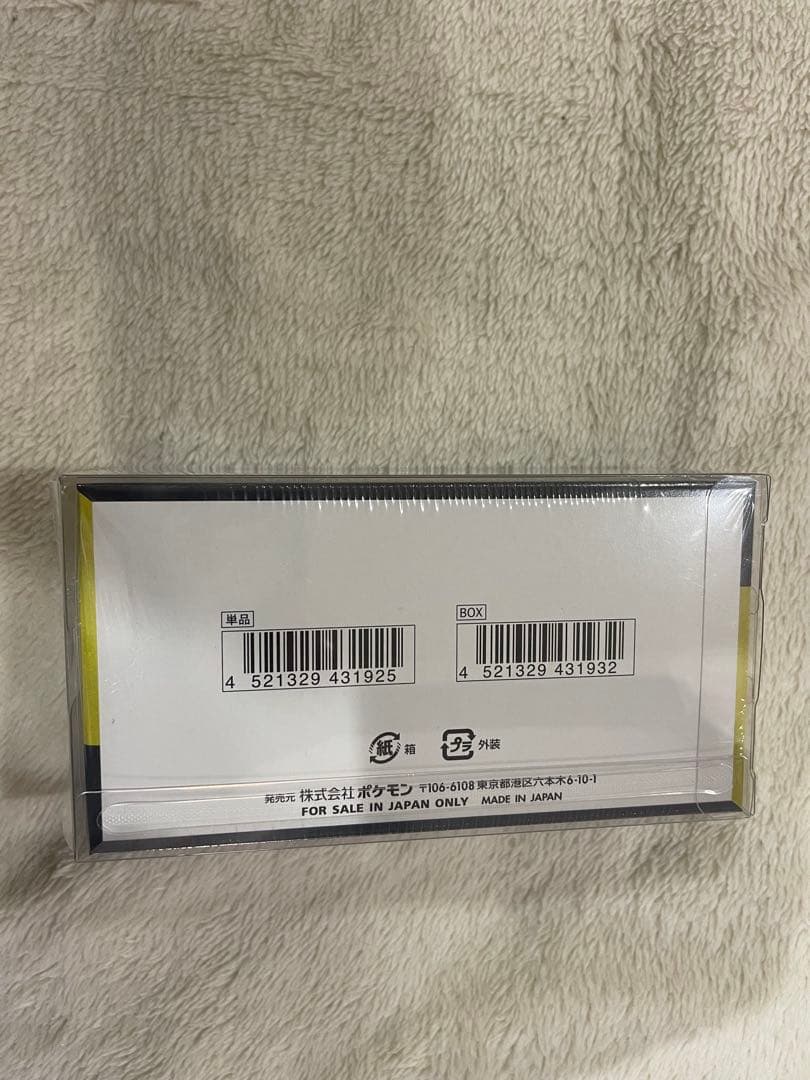 単品
4 521329 431925
BOX
4 521329 431932
紙 箱
プラ 外装
発売元 株式会社ポケモン 〒106-6108 東京都港区六本木6-10-1
FOR SALE IN JAPAN ONLY MADE IN JAPAN